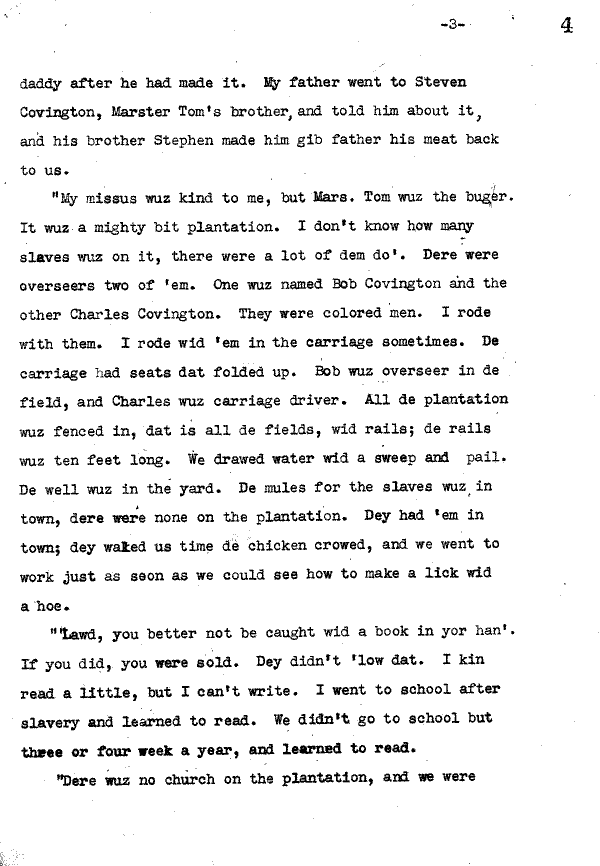 -3-
4
daddy after he had made it. My father went to Steven
Covington, Marster Tom's brother, and told him about it,
and his brother Stephen made him gib father his meat back
to us.
"My missus wuz kind to me, but Mars. Tom wuz the buger.
It wuz a mighty bit plantation. I don't know how many
slaves wuz on it, there were a lot of dem do'. Dere were
overseers two of 'em. One wuz named Bob Covington and the
other Charles Covington. They were colored men. I rode
with them. I rode wid 'em in the carriage sometimes. De
carriage had seats dat folded up. Bob wuz overseer in de
field, and Charles wuz carriage driver. All de plantation
wuz fenced in, dat is all de fields, wid rails; de rails
wuz ten feet long. We drawed water wid a sweep and pail.
De well wuz in the yard. De mules for the slaves wuz in
town, dere were none on the plantation. Dey had 'em in
town; dey waked us time de chicken crowed, and we went to
work just as soon as we could see how to make a lick wid
a hoe.
"Lawd, you better not be caught wid a book in yor han'.
If you did, you were sold. Dey didn't 'low dat. I kin
read a little, but I can't write. I went to school after
slavery and learned to read. We didn't go to school but
three or four week a year, and learned to read.
"Dere wuz no church on the plantation, and we were